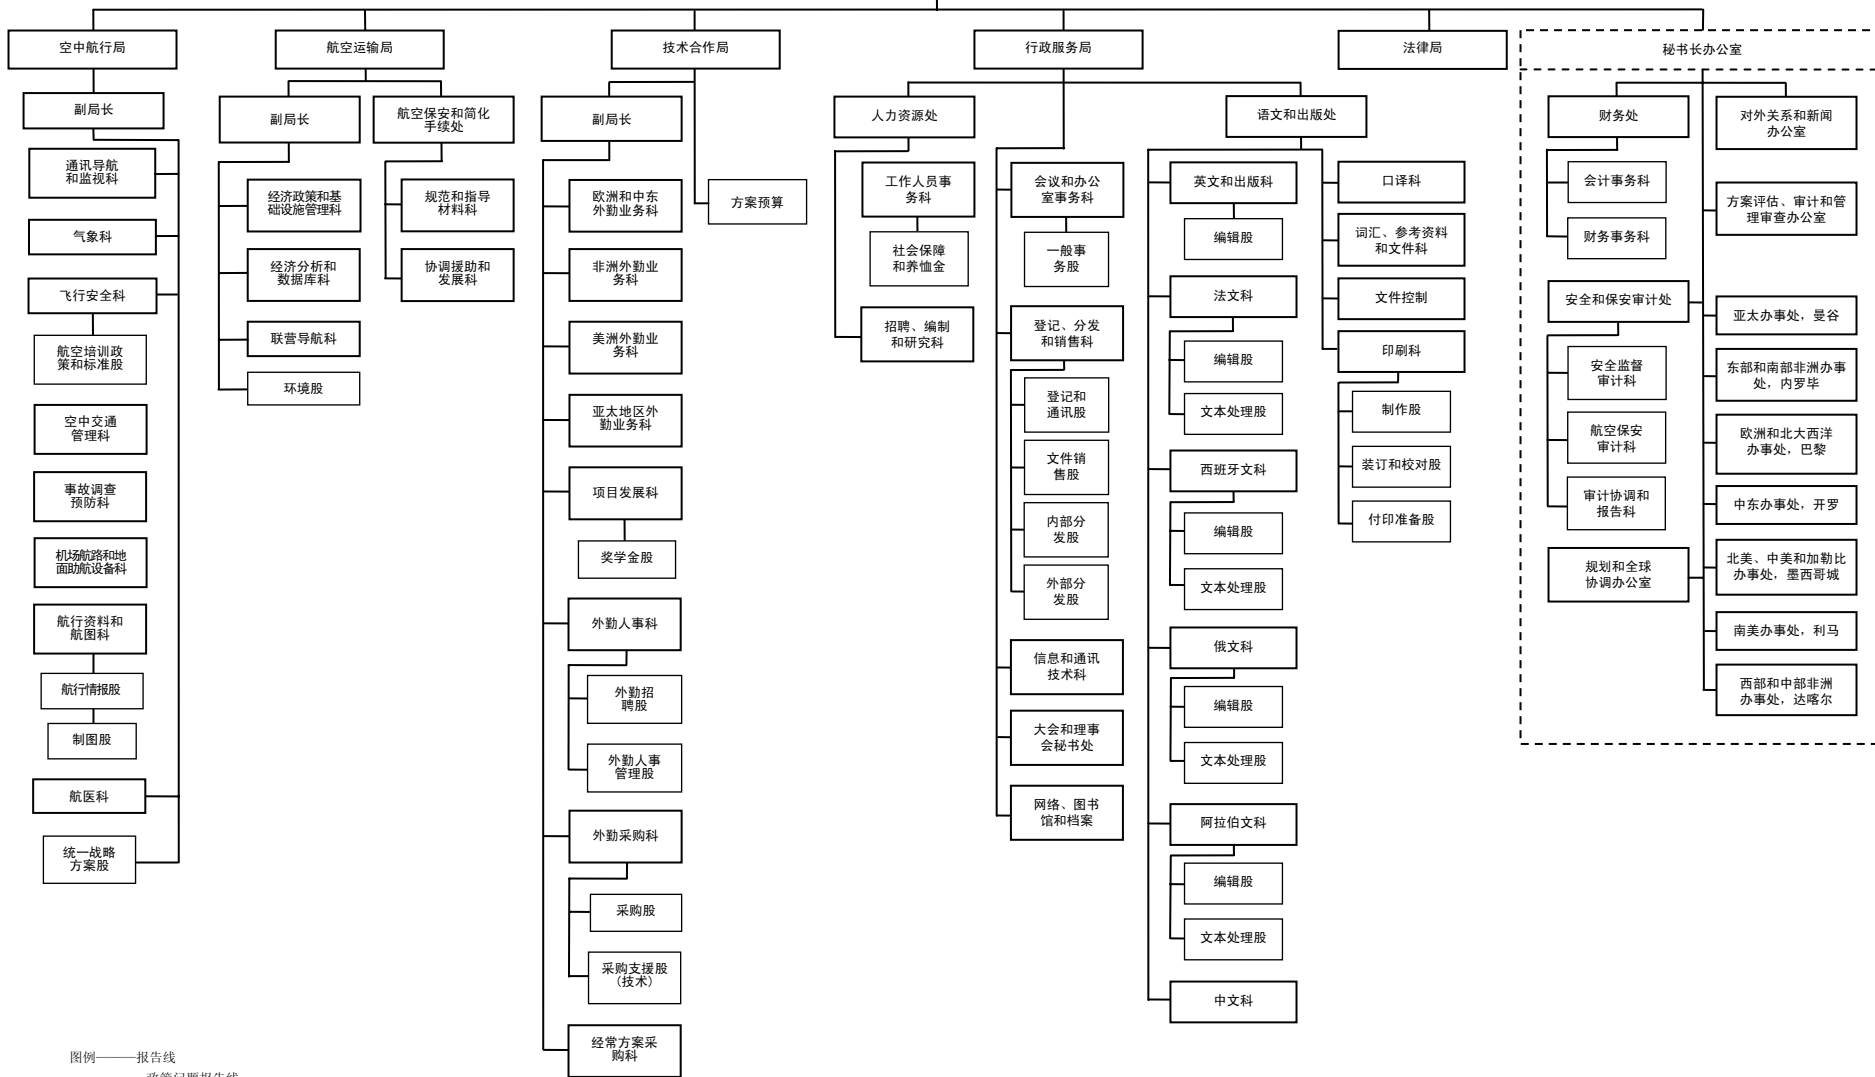 空中航行局
副局长
通讯导航
和监视科
气象科
飞行安全科
航空培训政
策和标准股
空中交通
管理科
事故调查
预防科
机场航路和地
面助航设备科
航行资料和
航图科
航行情报股
制图股
航医科
统一战略
方案股
航空运输局
副局长
经济政策和基
础设施管理科
经济分析和
数据库科
联营导航科
环境股
航空保安和简化
手续处
规范和指导
材料科
协调援助和
发展科
技术合作局
副局长
欧洲和中东
外勤业务科
非洲外勤业
务科
美洲外勤业
务科
亚太地区外
勤业务科
项目发展科
奖学金股
外勤人事科
外勤招
聘股
外勤人事
管理股
外勤采购科
采购股
采购支援股
(技术)
经常方案采
购科
方案预算
行政服务局
人力资源处
工作人员事
务科
社会保障
和养恤金
招聘、编制
和研究科
会议和办公
室事务科
一般事
务股
登记、分发
和销售科
登记和
通讯股
文件销
售股
内部分
发股
外部分
发股
信息和通讯
技术科
大会和理事
会秘书处
网络、图书
馆和档案
语文和出版处
英文和出版科
编辑股
法文科
编辑股
文本处理股
西班牙文科
编辑股
文本处理股
俄文科
编辑股
文本处理股
阿拉伯文科
编辑股
文本处理股
中文科
口译科
词汇、参考资料
和文件科
文件控制
印刷科
制作股
装订和校对股
付印准备股
法律局
秘书长办公室
财务处
会计事务科
财务事务科
安全和保安审计处
安全监督
审计科
航空保安
审计科
审计协调和
报告科
规划和全球
协调办公室
对外关系和新闻
办公室
方案评估、审计和管
理审查办公室
亚太办事处，曼谷
东部和南部非洲办事
处，内罗毕
欧洲和北大西洋
办事处，巴黎
中东办事处，开罗
北美、中美和加勒比
办事处，墨西哥城
南美办事处，利马
西部和中部非洲
办事处，达喀尔
图例———报告线
政策问题报告线